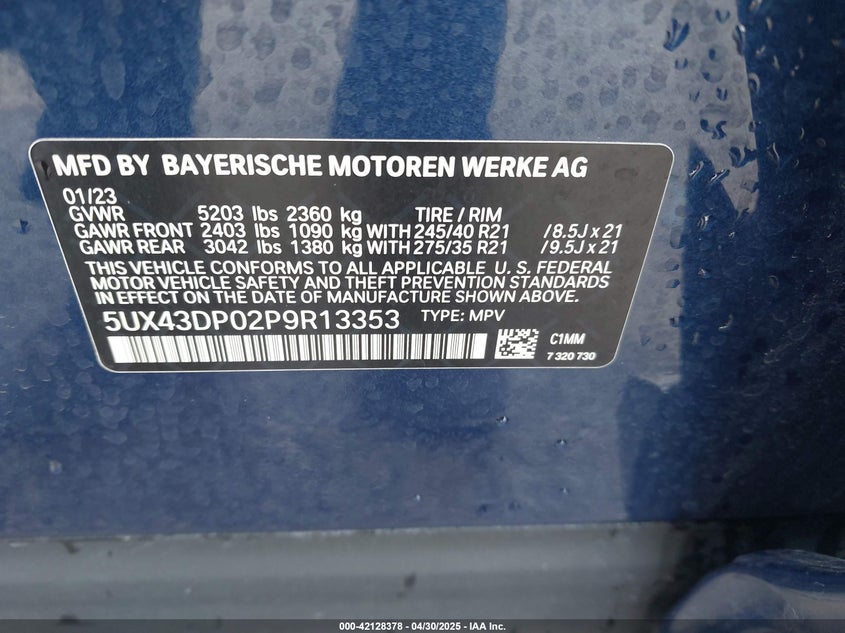 MFD BY BAYERISCHE MOTOREN WERKE AG
01/23
GVWR 5203 lbs 2360 kg TIRE / RIM
GAWR FRONT 2403 lbs 1090 kg WITH 245/40 R21 /8.5J x 21
GAWR REAR 3042 lbs 1380 kg WITH 275/35 R21 /9.5J x 21
THIS VEHICLE CONFORMS TO ALL APPLICABLE U. S. FEDERAL
MOTOR VEHICLE SAFETY AND THEFT PREVENTION STANDARDS
IN EFFECT ON THE DATE OF MANUFACTURE SHOWN ABOVE.
5UX43DP02P9R13353 TYPE: MPV
C1MM
7 320 730
000-42128378 - 04/30/2025 - IAA Inc.